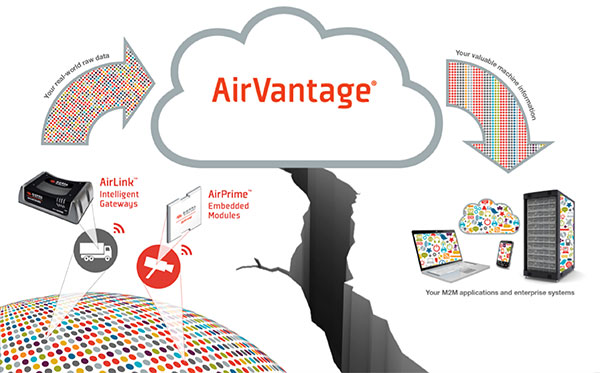 Your real-world raw data
AirVantage®
Your valuable machine information
AirLink™
Intelligent
Gateways
AirPrime™
Embedded
Modules
Your M2M applications and enterprise systems